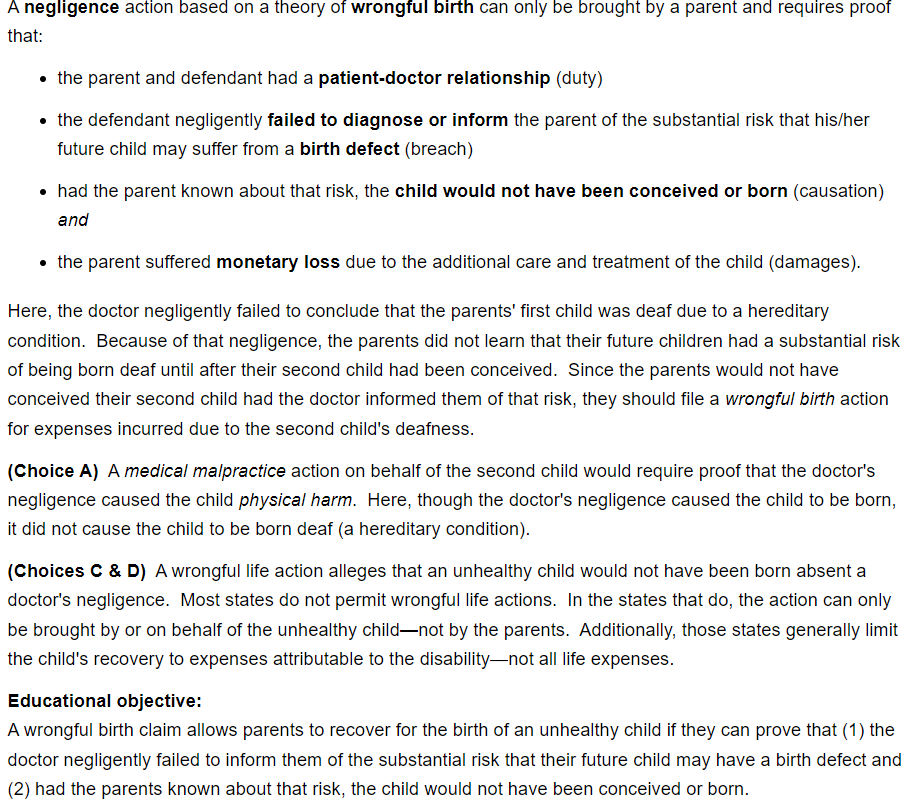 A negligence action based on a theory of wrongful birth can only be brought by a parent and requires proof
that:
• the parent and defendant had a patient-doctor relationship (duty)
• the defendant negligently failed to diagnose or inform the parent of the substantial risk that his/her
future child may suffer from a birth defect (breach)
• had the parent known about that risk, the child would not have been conceived or born (causation)
and
• the parent suffered monetary loss due to the additional care and treatment of the child (damages).
Here, the doctor negligently failed to conclude that the parents' first child was deaf due to a hereditary
condition.  Because of that negligence, the parents did not learn that their future children had a substantial risk
of being born deaf until after their second child had been conceived.  Since the parents would not have
conceived their second child had the doctor informed them of that risk, they should file a wrongful birth action
for expenses incurred due to the second child's deafness.
(Choice A)  A medical malpractice action on behalf of the second child would require proof that the doctor's
negligence caused the child physical harm.  Here, though the doctor's negligence caused the child to be born,
it did not cause the child to be born deaf (a hereditary condition).
(Choices C & D)  A wrongful life action alleges that an unhealthy child would not have been born absent a
doctor's negligence.  Most states do not permit wrongful life actions.  In the states that do, the action can only
be brought by or on behalf of the unhealthy child—not by the parents.  Additionally, those states generally limit
the child's recovery to expenses attributable to the disability—not all life expenses.
Educational objective:
A wrongful birth claim allows parents to recover for the birth of an unhealthy child if they can prove that (1) the
doctor negligently failed to inform them of the substantial risk that their future child may have a birth defect and
(2) had the parents known about that risk, the child would not have been conceived or born.